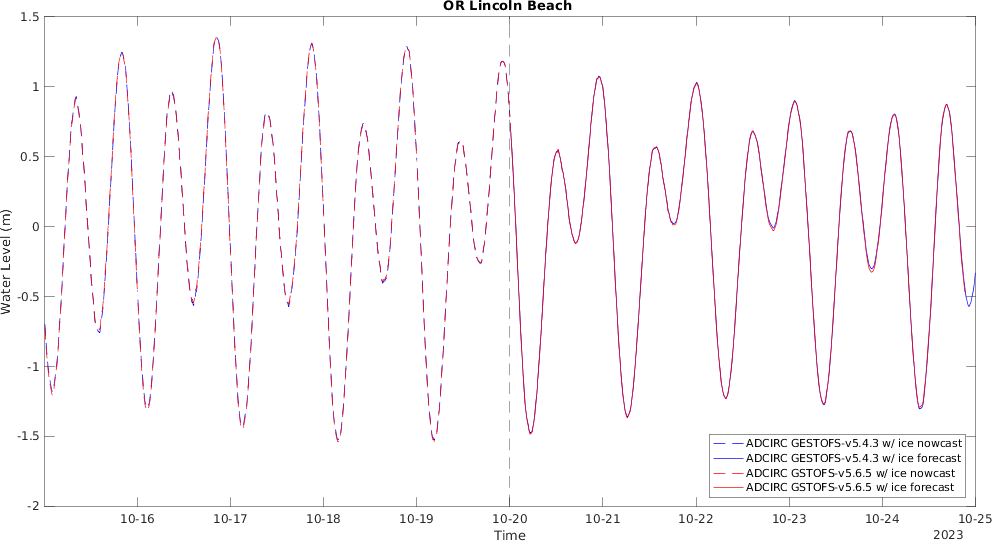 OR Lincoln Beach
Water Level (m)
1.5
1
0.5
0
-0.5
-1
-1.5
-2
10-16
10-17
10-18
10-19
10-20
10-21
10-22
10-23
10-24
10-25
Time
2023
ADCIRC GESTOFS-v5.4.3 w/ ice nowcast
ADCIRC GESTOFS-v5.4.3 w/ ice forecast
ADCIRC GSTOFS-v5.6.5 w/ ice nowcast
ADCIRC GSTOFS-v5.6.5 w/ ice forecast